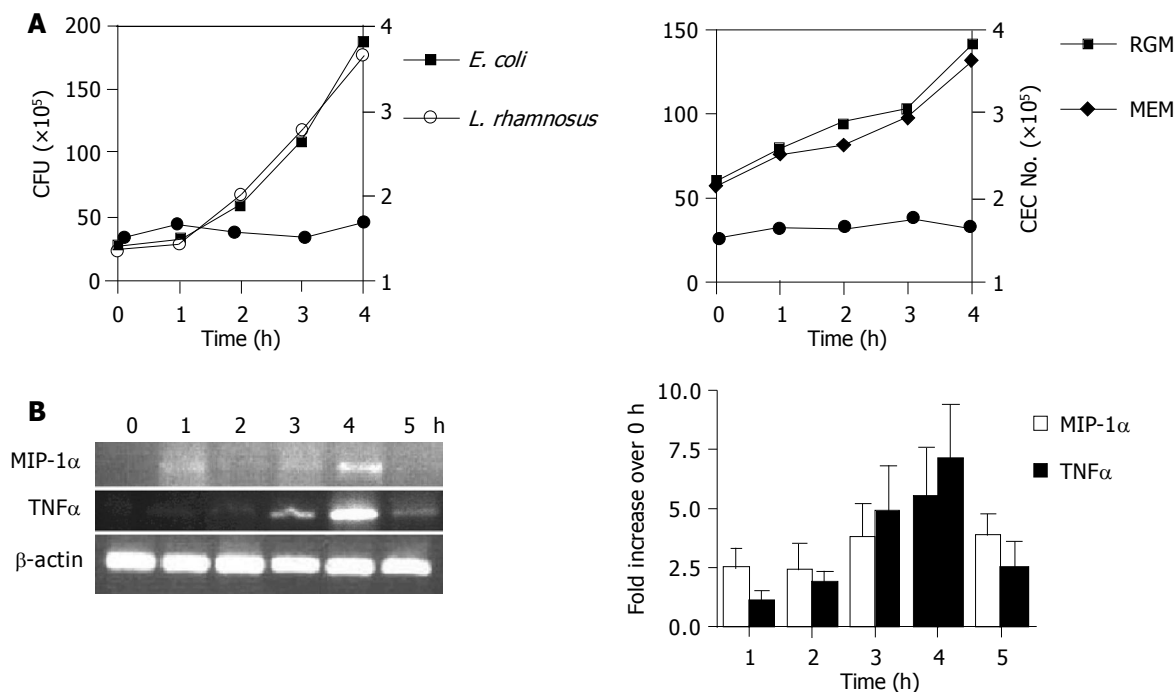 A
200
150
100
50
0
CFU (×10⁵)
4
3
2
1
0 1 2 3 4
Time (h)
E. coli
L. rhamnosus
150
100
50
0
4
3
2
1
CEC No. (×10⁵)
0 1 2 3 4
Time (h)
RGM
MEM
B
0 1 2 3 4 5 h
MIP-1α
TNFα
β-actin
10.0
7.5
5.0
2.5
0.0
Fold increase over 0 h
1 2 3 4 5
Time (h)
MIP-1α
TNFα